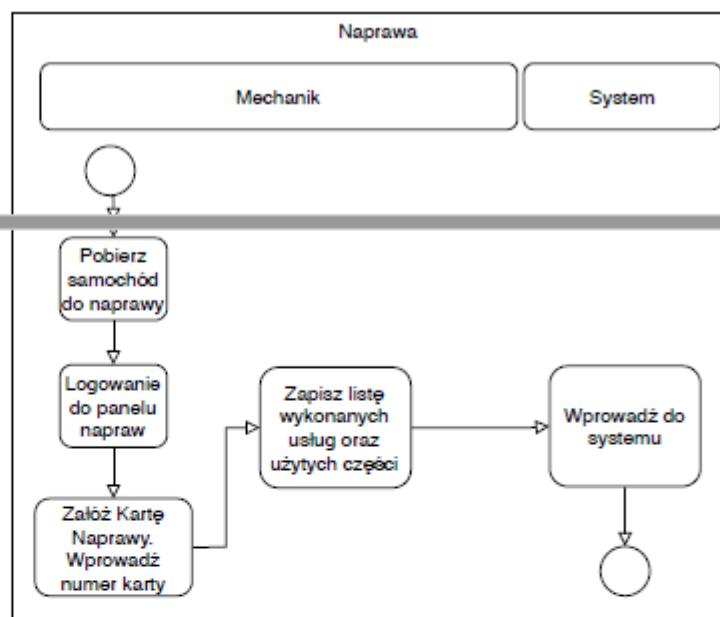 Naprawa
Mechanik
System
Pobierz
samochód
do naprawy
Logowanie
do panelu
napraw
Załóż Kartę
Naprawy.
Wprowadź
numer karty
Zapisz listę
wykonanych
usług oraz
użytych części
Wprowadź do
systemu